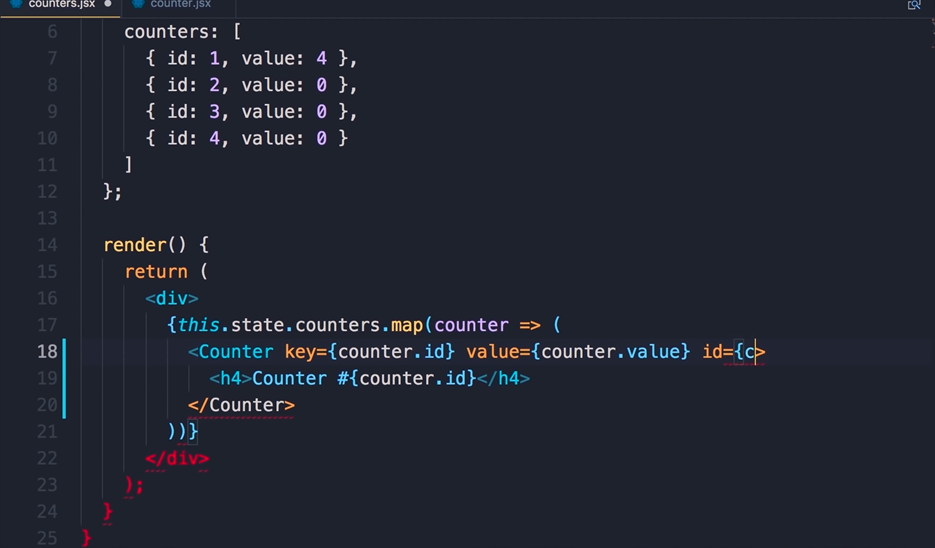 counters.jsx counter.jsx
6 counters: [
7 { id: 1, value: 4 },
8 { id: 2, value: 0 },
9 { id: 3, value: 0 },
10 { id: 4, value: 0 }
11 ]
12 };
13
14 render() {
15 return (
16 <div>
17 {this.state.counters.map(counter => (
18 <Counter key={counter.id} value={counter.value} id={c>
19 <h4>Counter #{counter.id}</h4>
20 </Counter>
21 ))}
22 </div>
23 );
24 }
25 }